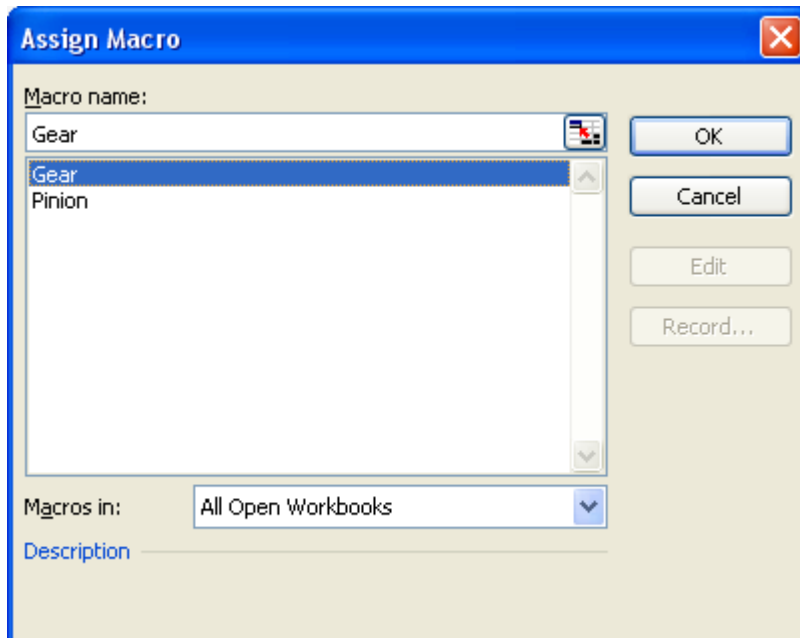 Assign Macro
Macro name:
Gear
Gear
Pinion
OK
Cancel
Edit
Record...
Macros in:
All Open Workbooks
Description